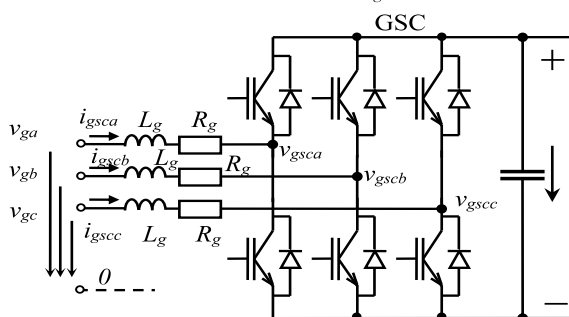 GSC
+
i_gsca L_g R_g
v_ga
v_gsca
i_gscb L_g R_g
v_gb
v_gscb
v_gc
v_gscc
i_gscc L_g R_g
0
−